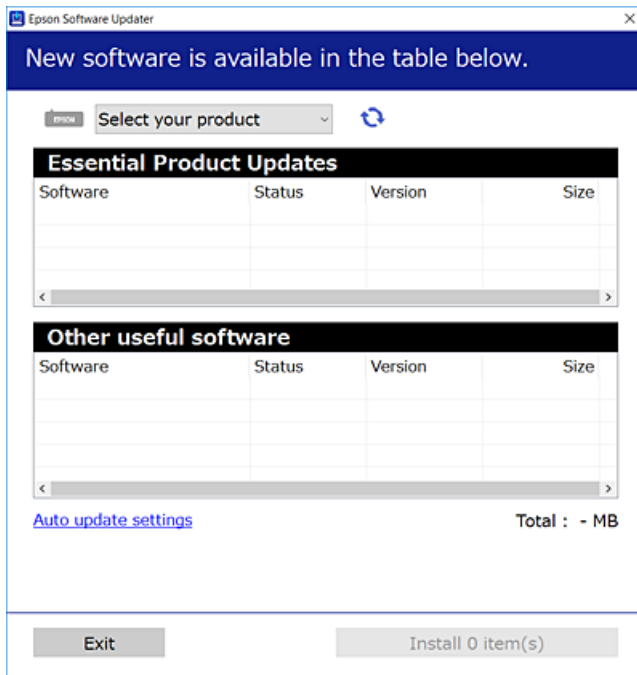 Epson Software Updater
New software is available in the table below.
EPSON
Select your product
Essential Product Updates
Software Status Version Size
Other useful software
Software Status Version Size
Auto update settings
Total : - MB
Exit
Install 0 item(s)